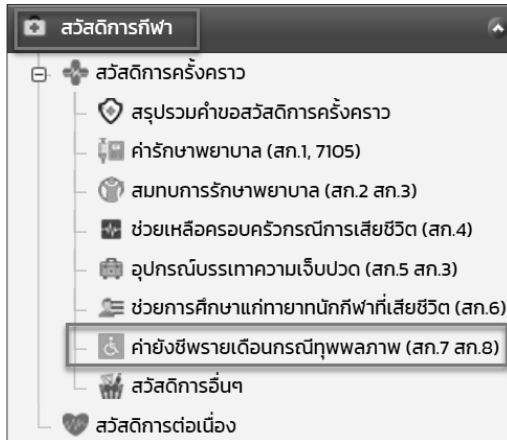 สวัสดิการกีฬา
สวัสดิการครั้งคราว
สรุปรวมคำขอสวัสดิการครั้งคราว
ค่ารักษาพยาบาล (สก.1, 7105)
สมทบการรักษาพยาบาล (สก.2 สก.3)
ช่วยเหลือครอบครัวกรณีการเสียชีวิต (สก.4)
อุปกรณ์บรรเทาความเจ็บปวด (สก.5 สก.3)
ช่วยการศึกษาแก่ทายาทนักกีฬาที่เสียชีวิต (สก.6)
ค่ายังชีพรายเดือนกรณีทุพพลภาพ (สก.7 สก.8)
สวัสดิการอื่นๆ
สวัสดิการต่อเนื่อง